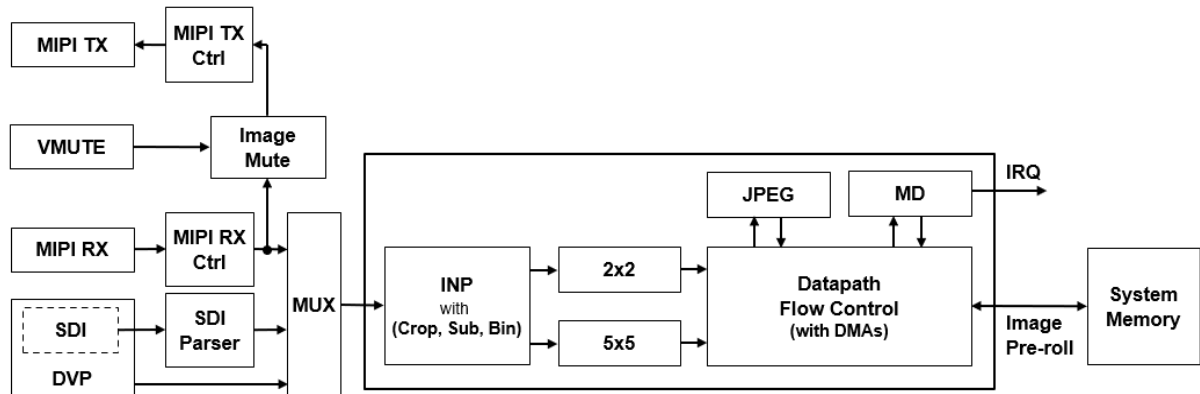 MIPI TX
MIPI TX
Ctrl
VMUTE
Image
Mute
MIPI RX
MIPI RX
Ctrl
SDI
DVP
SDI
Parser
MUX
INP
with
(Crop, Sub, Bin)
2x2
5x5
JPEG
MD
IRQ
Datapath
Flow Control
(with DMAs)
Image
Pre-roll
System
Memory